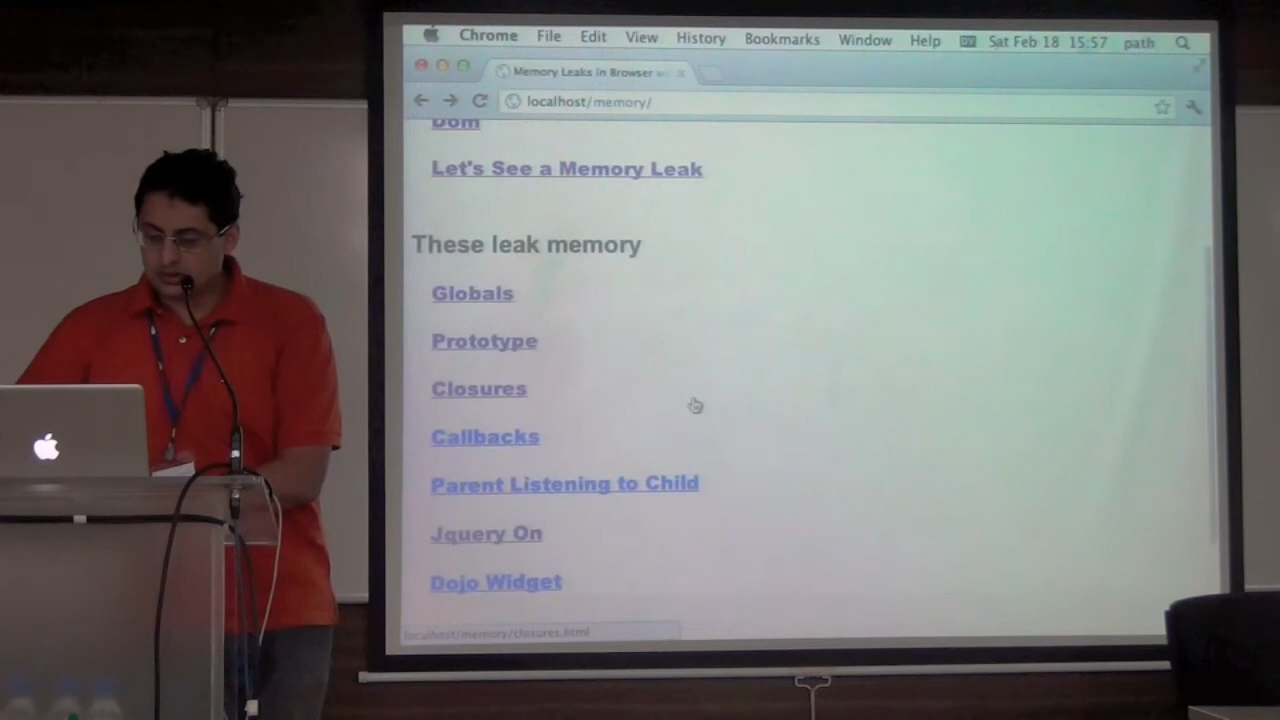 Chrome File Edit View History Bookmarks Window Help Sat Feb 18 15:57 path
Memory Leaks in Browser
localhost/memory/
Dom
Let's See a Memory Leak
These leak memory
Globals
Prototype
Closures
Callbacks
Parent Listening to Child
Jquery On
Dojo Widget
localhost/memory/closures.html